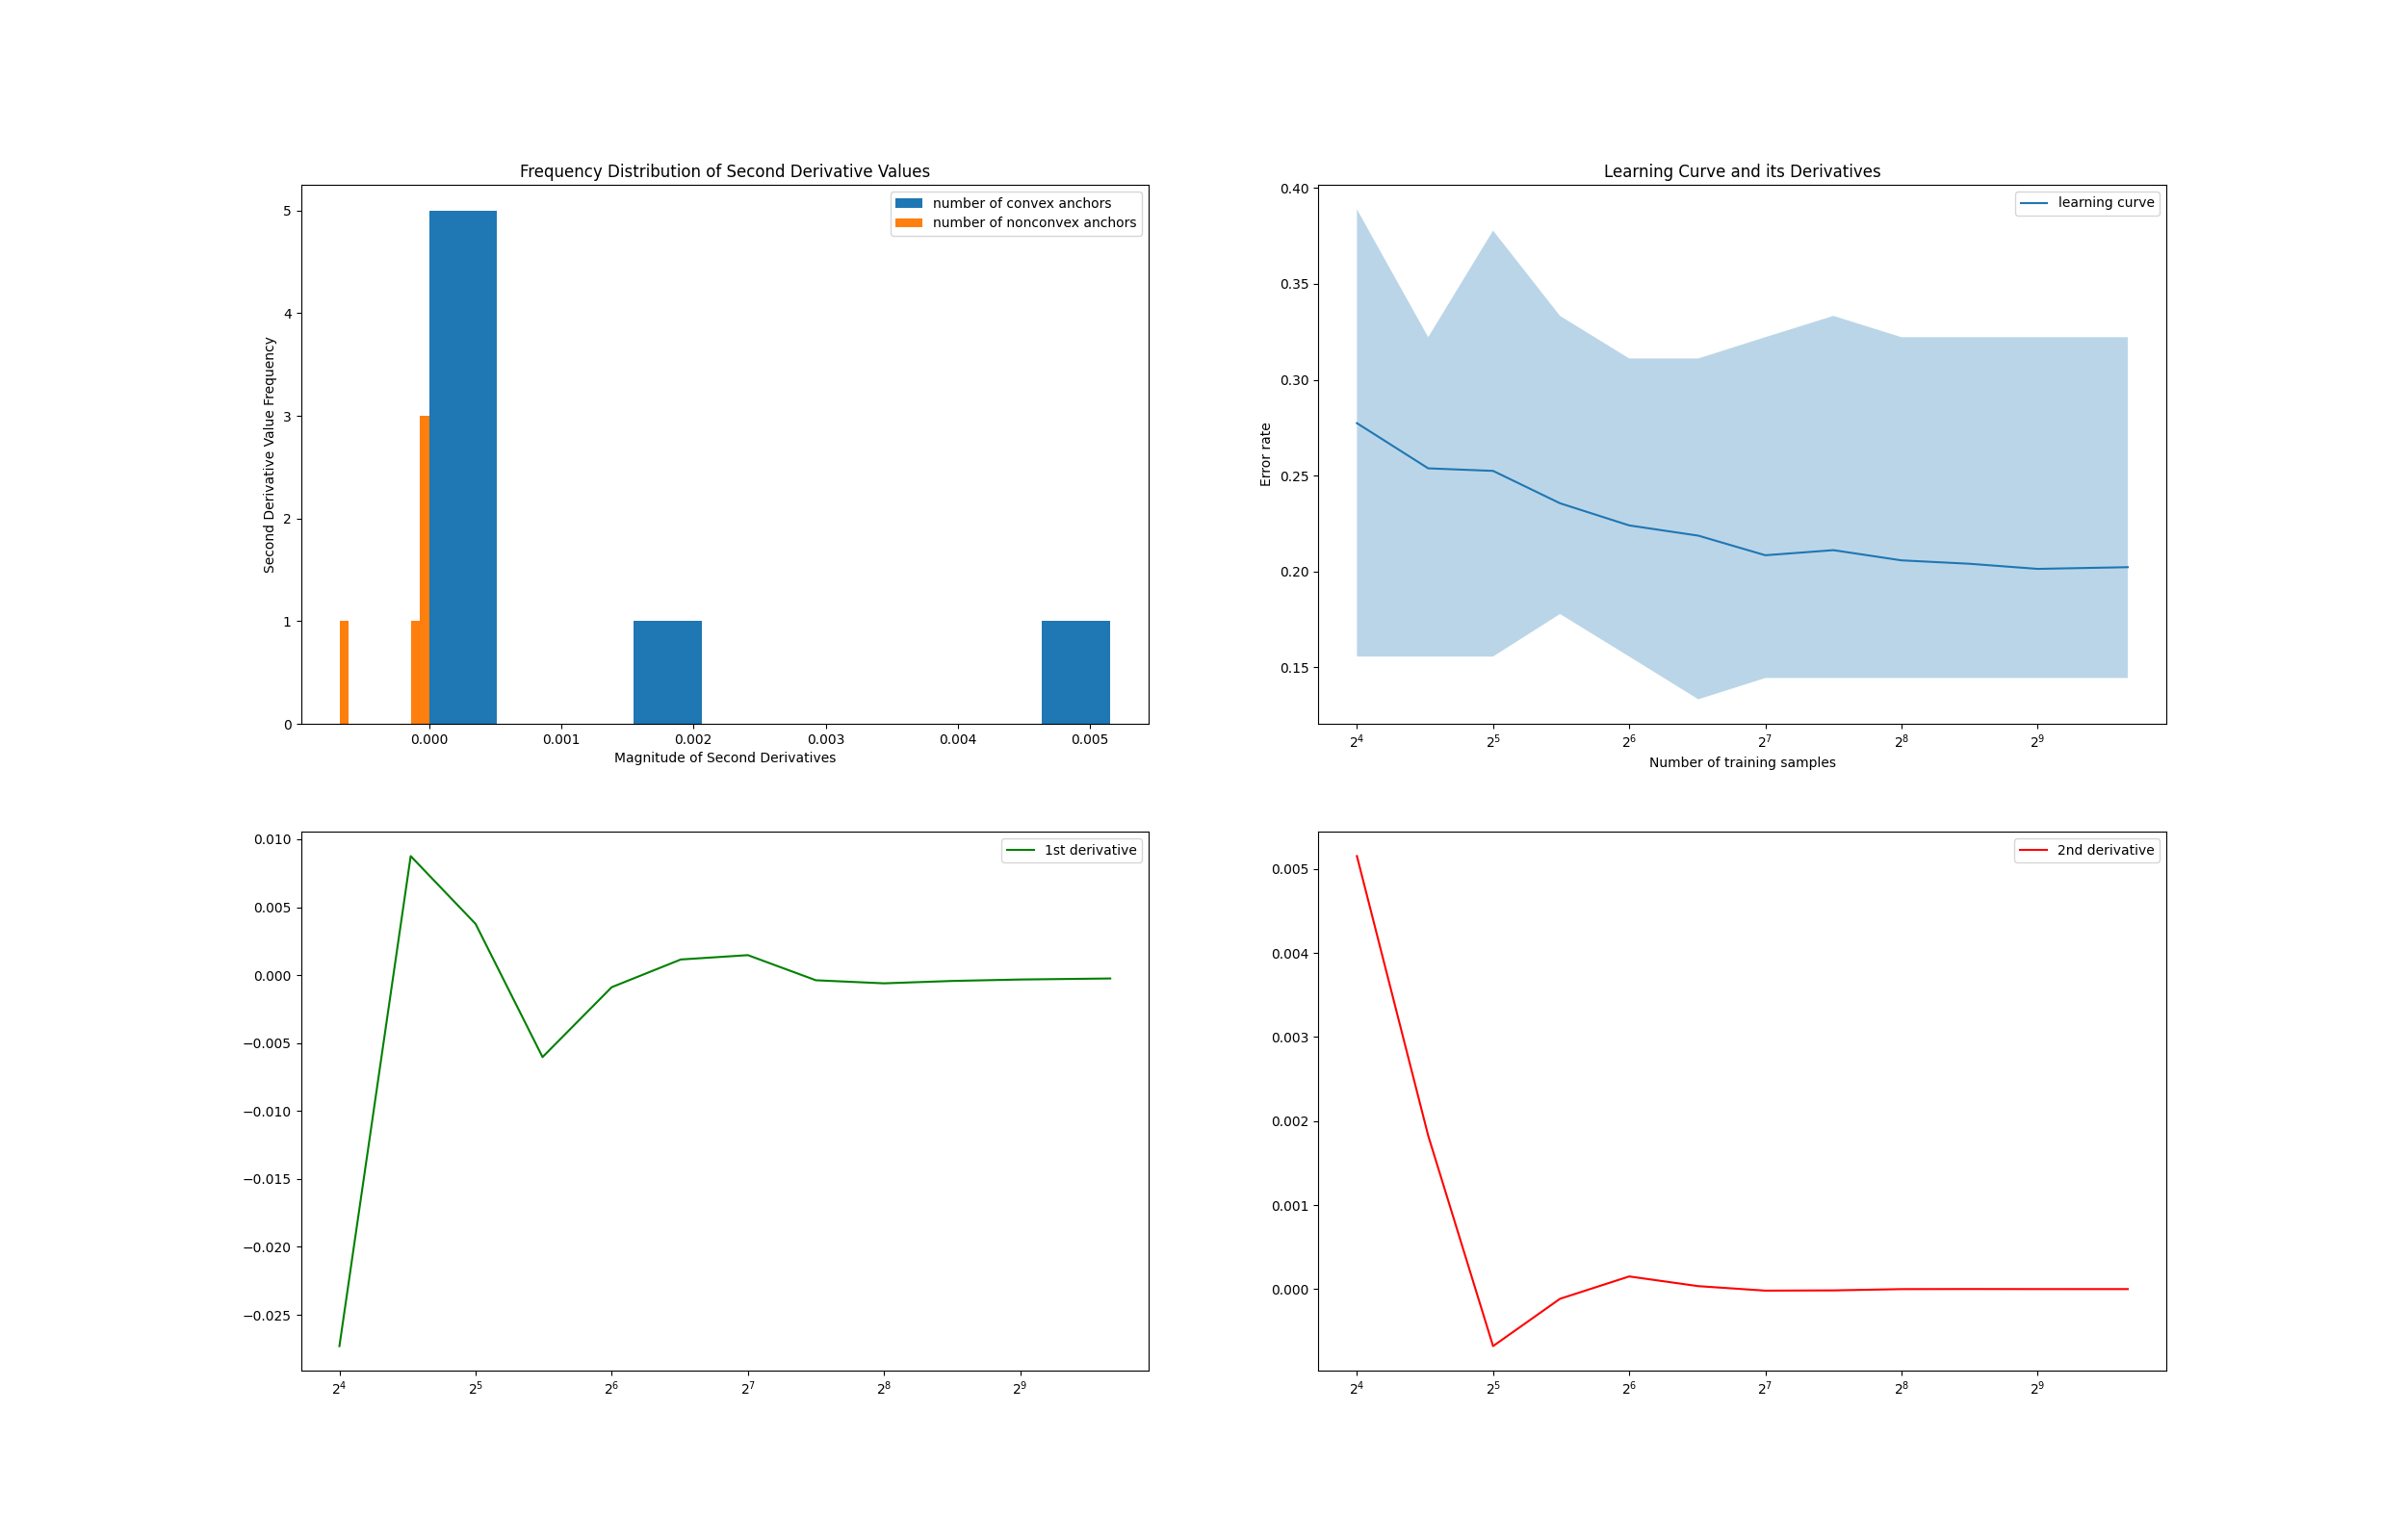 Frequency Distribution of Second Derivative Values
number of convex anchors
number of nonconvex anchors
5
4
3
2
1
0
Second Derivative Value Frequency
0.000 0.001 0.002 0.003 0.004 0.005
Magnitude of Second Derivatives
Learning Curve and its Derivatives
learning curve
0.40
0.35
0.30
0.25
0.20
0.15
Error rate
2⁴ 2⁵ 2⁶ 2⁷ 2⁸ 2⁹
Number of training samples
1st derivative
0.010
0.005
0.000
−0.005
−0.010
−0.015
−0.020
−0.025
2⁴ 2⁵ 2⁶ 2⁷ 2⁸ 2⁹
2nd derivative
0.005
0.004
0.003
0.002
0.001
0.000
2⁴ 2⁵ 2⁶ 2⁷ 2⁸ 2⁹